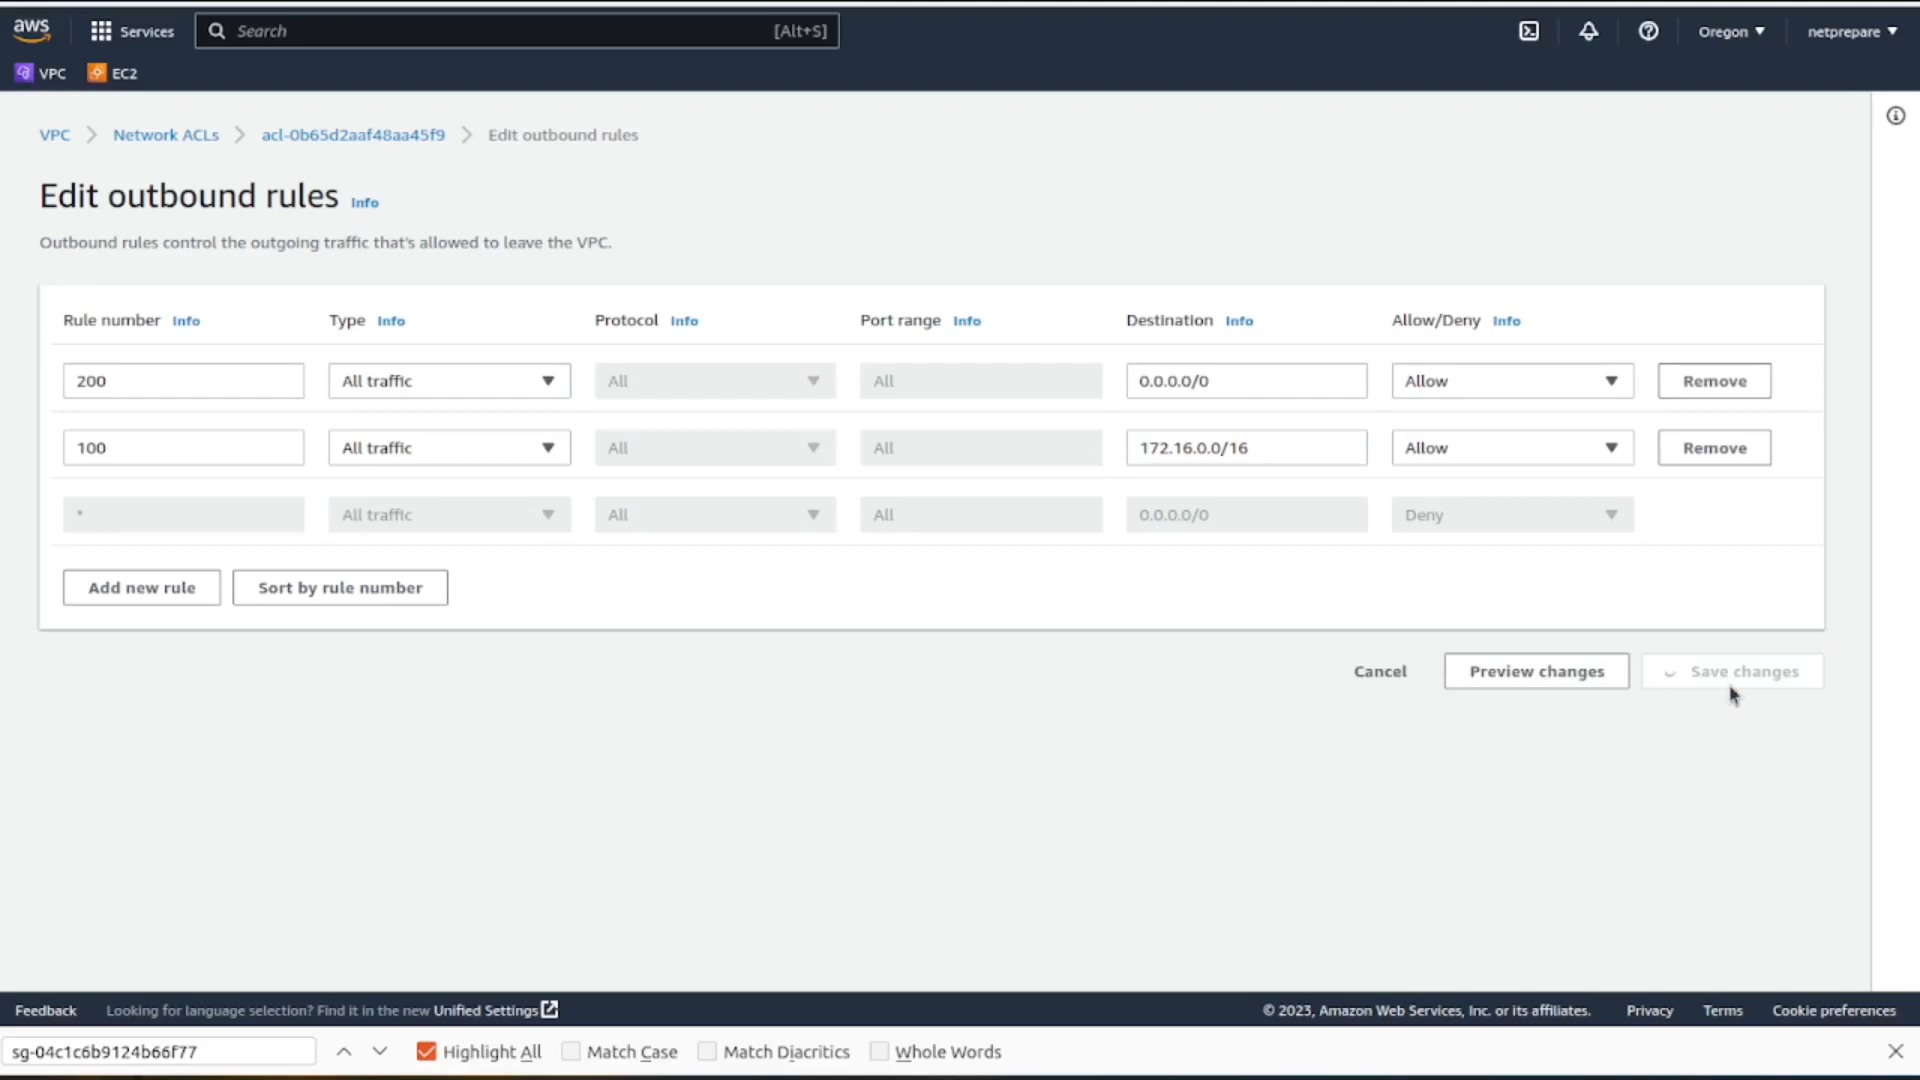 aws Services Search [Alt+S] Oregon netprepare
VPC EC2
VPC Network ACLs acl-0b65d2aaf48aa45f9 Edit outbound rules
Edit outbound rules Info
Outbound rules control the outgoing traffic that's allowed to leave the VPC.
Rule number Info Type Info Protocol Info Port range Info Destination Info Allow/Deny Info
200 All traffic All All 0.0.0.0/0 Allow Remove
100 All traffic All All 172.16.0.0/16 Allow Remove
* All traffic All All 0.0.0.0/0 Deny
Add new rule Sort by rule number
Cancel Preview changes Save changes
Feedback Looking for language selection? Find it in the new Unified Settings © 2023, Amazon Web Services, Inc. or its affiliates. Privacy Terms Cookie preferences
sg-04c1c6b9124b66f77 Highlight All Match Case Match Diacritics Whole Words